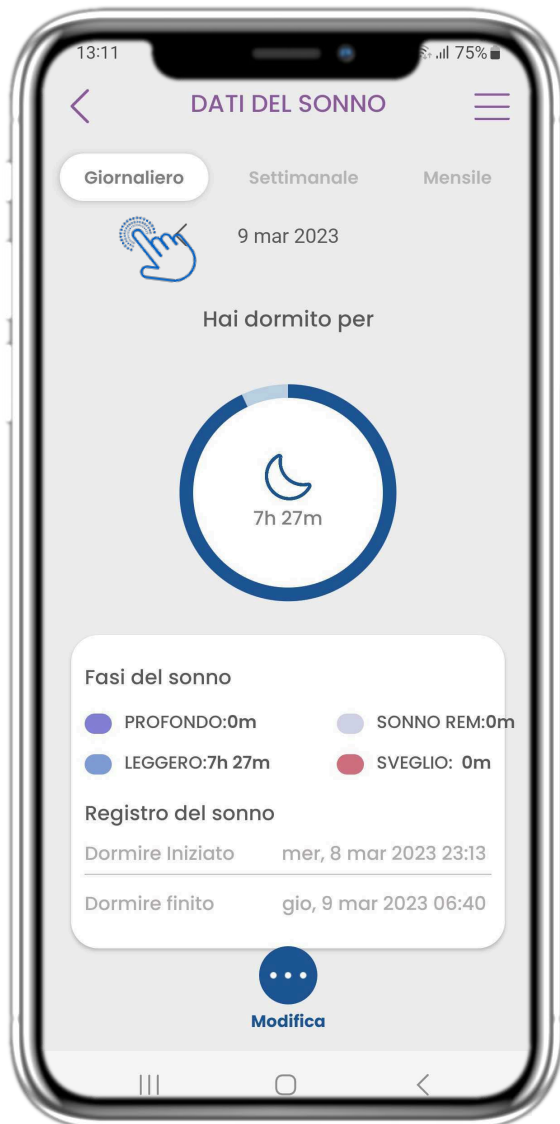 13:11 75%
DATI DEL SONNO
Giornaliero Settimanale Mensile
9 mar 2023
Hai dormito per
7h 27m
Fasi del sonno
PROFONDO:0m SONNO REM:0m
LEGGERO:7h 27m SVEGLIO: 0m
Registro del sonno
Dormire Iniziato mer, 8 mar 2023 23:13
Dormire finito gio, 9 mar 2023 06:40
Modifica